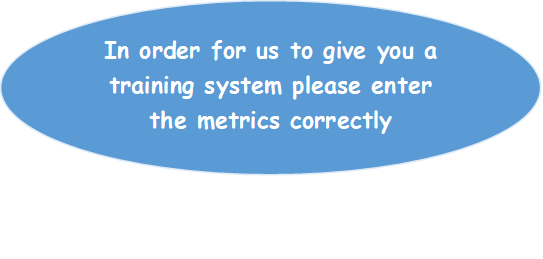 In order for us to give you a
training system please enter
the metrics correctly